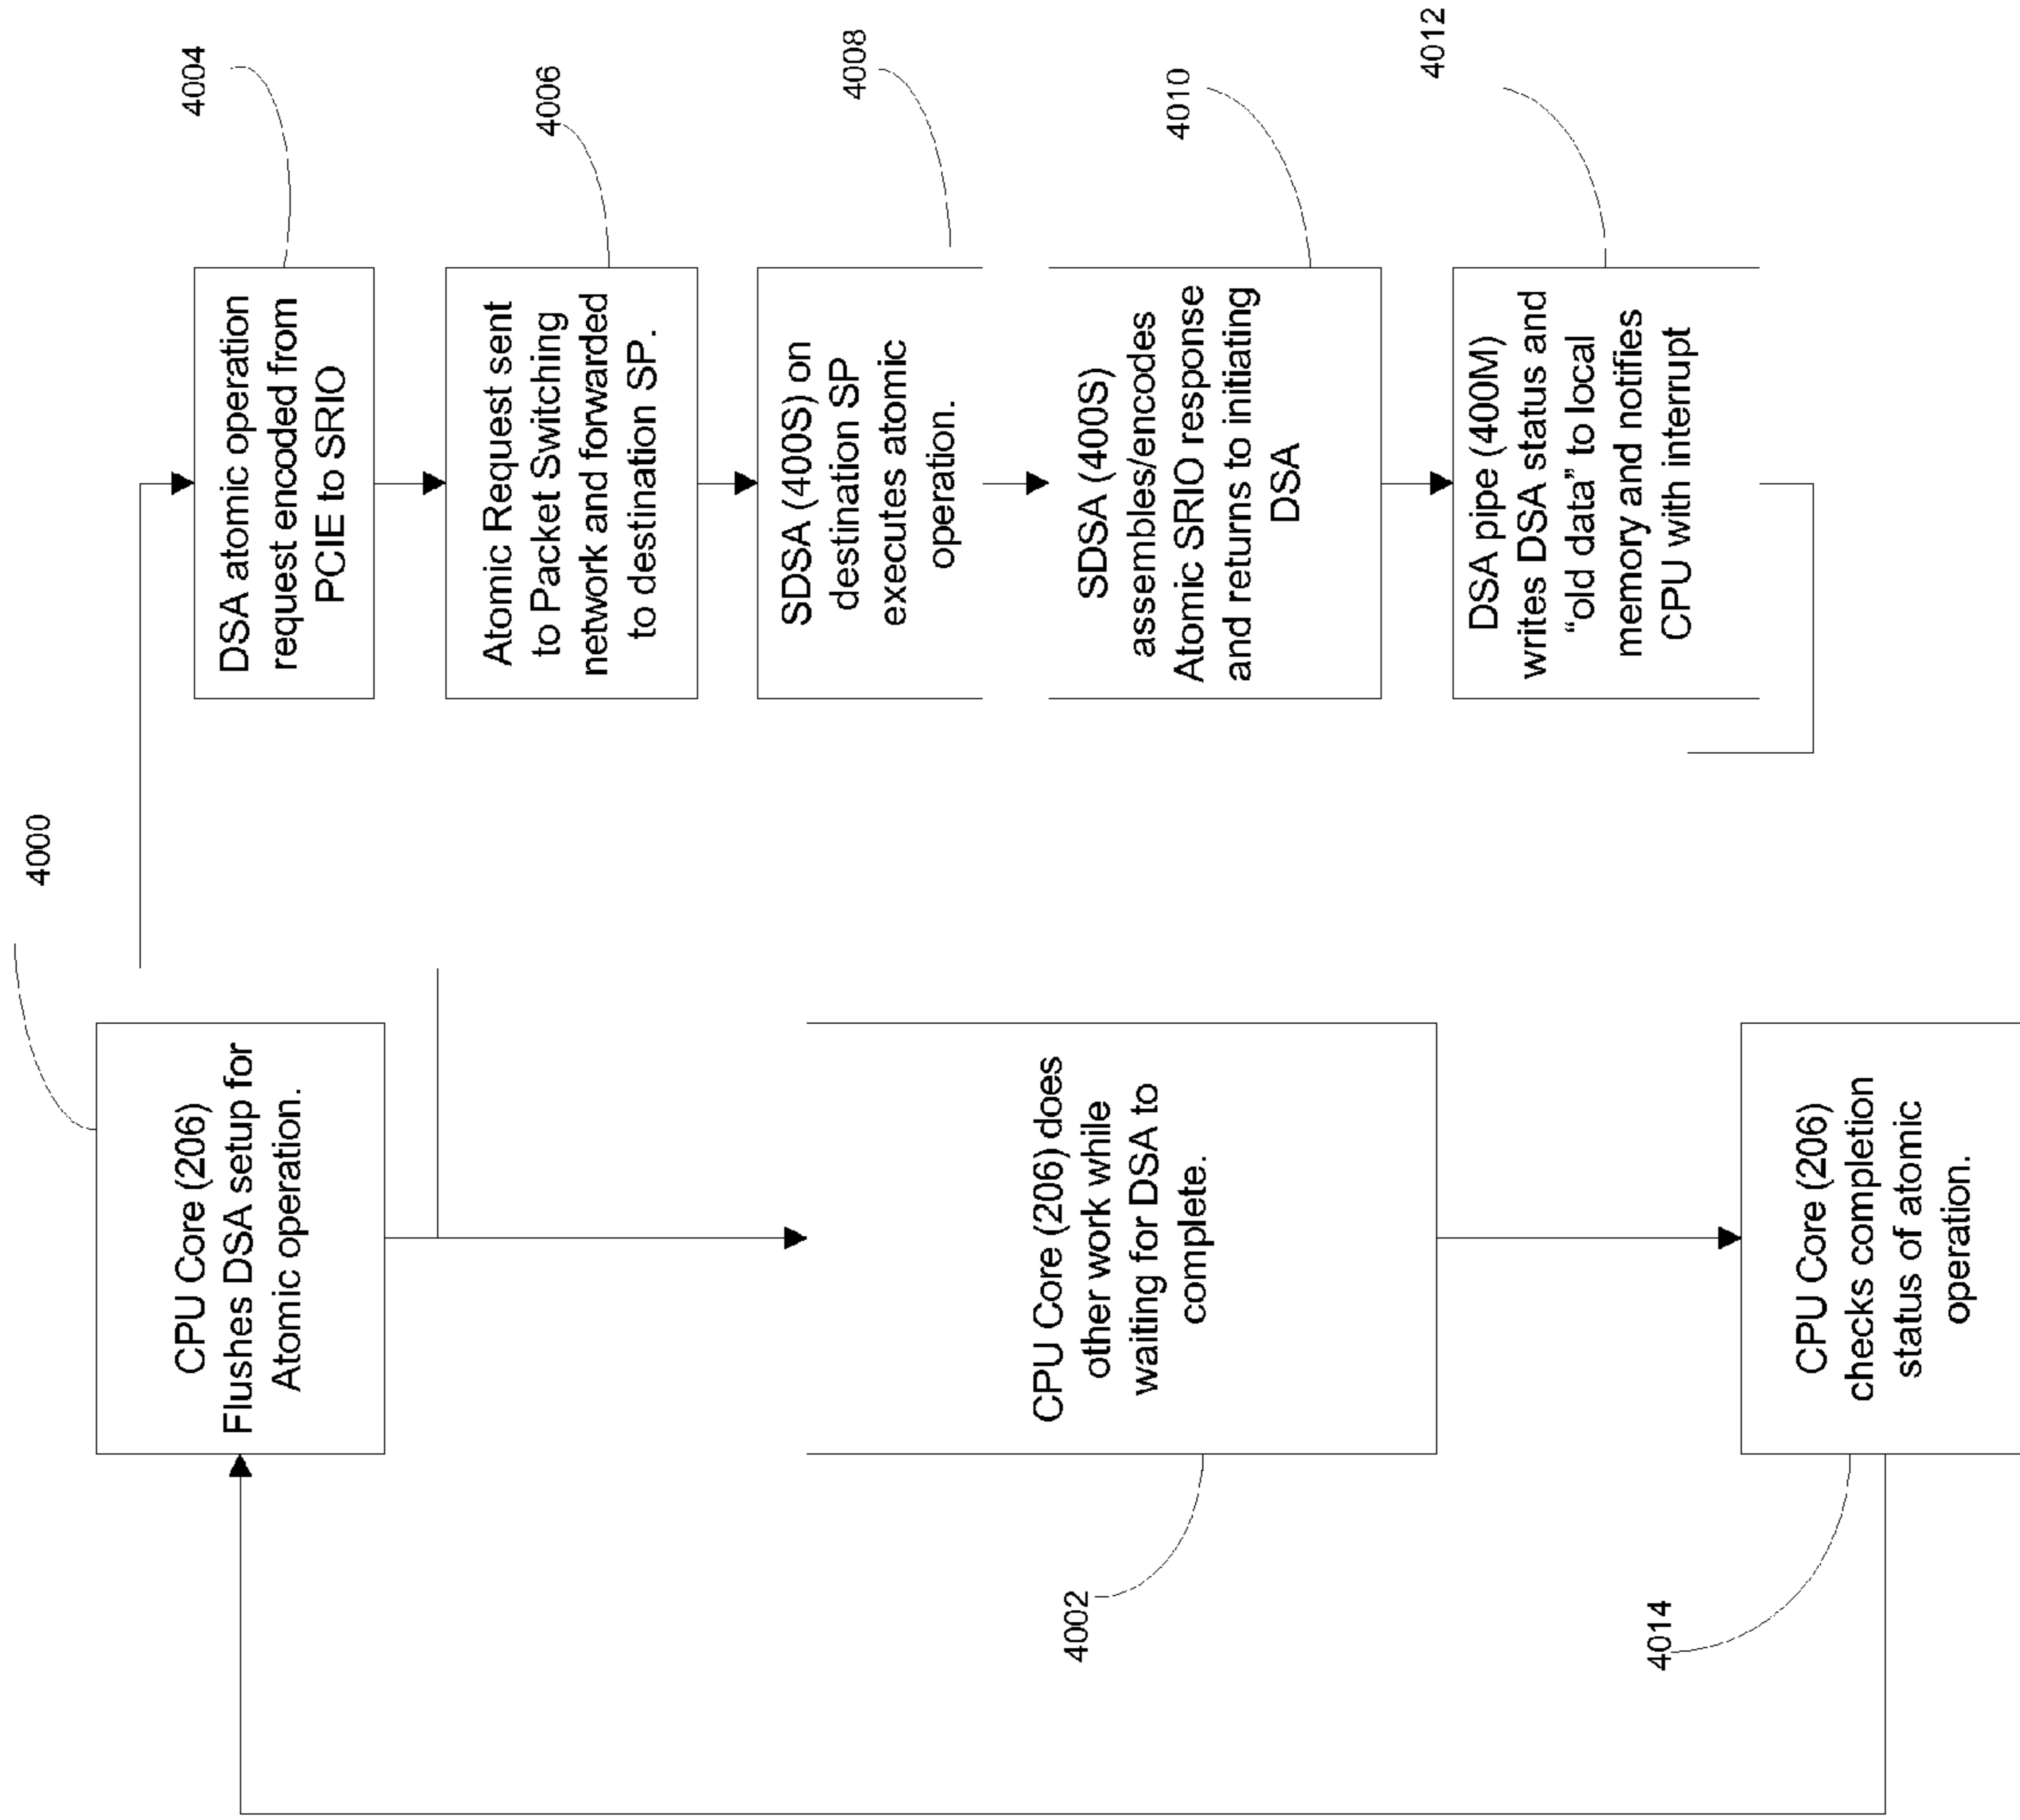 4000
CPU Core (206)
Flushes DSA setup for
Atomic operation.
4002
CPU Core (206) does
other work while
waiting for DSA to
complete.
4014
CPU Core (206)
checks completion
status of atomic
operation.
4004
DSA atomic operation
request encoded from
PCIE to SRIO
4006
Atomic Request sent
to Packet Switching
network and forwarded
to destination SP.
4008
SDSA (400S) on
destination SP
executes atomic
operation.
4010
SDSA (400S)
assembles/encodes
Atomic SRIO response
and returns to initiating
DSA
4012
DSA pipe (400M)
writes DSA status and
“old data” to local
memory and notifies
CPU with interrupt